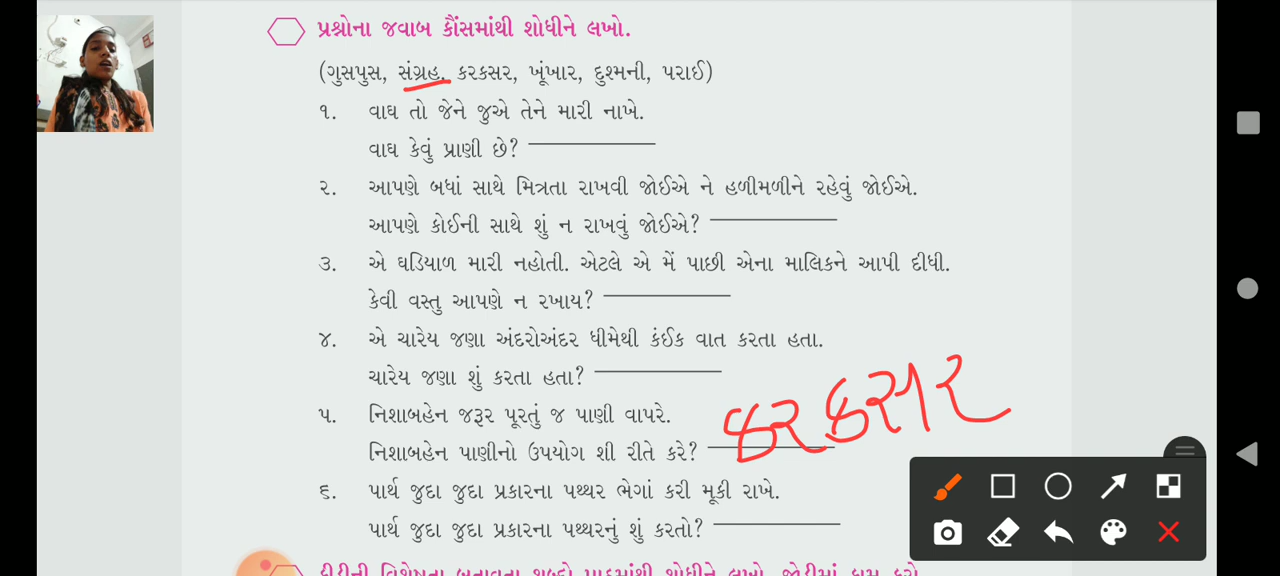 પ્રશ્નોના જવાબ કૌંસમાંથી શોધીને લખો.
(ગુસપુસ, સંગ્રહ, કરકસર, ખૂંખાર, દુશ્મની, પરાઈ)
૧. વાઘ તો જેને જુએ તેને મારી નાખે.
વાઘ કેવું પ્રાણી છે?
૨. આપણે બધાં સાથે મિત્રતા રાખવી જોઈએ ને હળીમળીને રહેવું જોઈએ.
આપણે કોઈની સાથે શું ન રાખવું જોઈએ?
૩. એ ઘડિયાળ મારી નહોતી. એટલે એ મેં પાછી એના માલિકને આપી દીધી.
કેવી વસ્તુ આપણે ન રખાય?
૪. એ ચારેય જણા અંદરોઅંદર ધીમેથી કંઈક વાત કરતા હતા.
ચારેય જણા શું કરતા હતા?
૫. નિશાબહેન જરૂર પૂરતું જ પાણી વાપરે.
નિશાબહેન પાણીનો ઉપયોગ શી રીતે કરે? કરકસર
૬. પાર્થ જુદા જુદા પ્રકારના પથ્થર ભેગાં કરી મૂકી રાખે.
પાર્થ જુદા જુદા પ્રકારના પથ્થરનું શું કરતો?